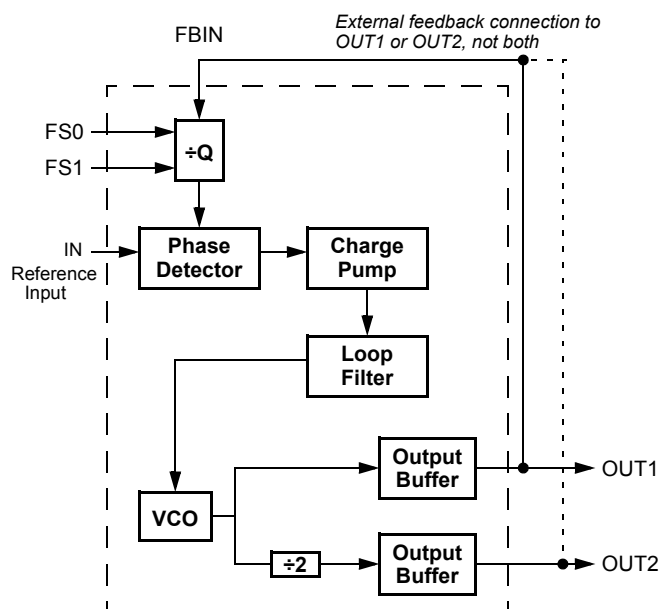 External feedback connection to
OUT1 or OUT2, not both
FBIN
FS0
FS1
÷Q
IN
Reference
Input
Phase
Detector
Charge
Pump
Loop
Filter
VCO
Output
Buffer
OUT1
÷2
Output
Buffer
OUT2